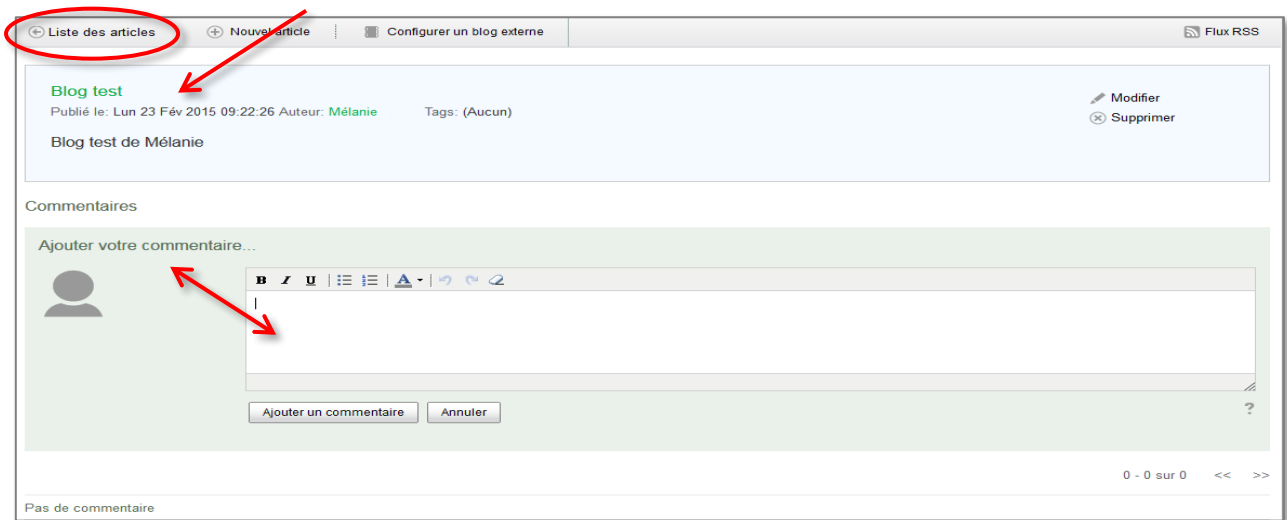 Liste des articles Nouvel article Configurer un blog externe Flux RSS
Blog test
Publié le: Lun 23 Fév 2015 09:22:26 Auteur: Mélanie Tags: (Aucun)
Modifier
Supprimer
Blog test de Mélanie
Commentaires
Ajouter votre commentaire...
B I U A
Ajouter un commentaire Annuler ?
0 - 0 sur 0 << >>
Pas de commentaire